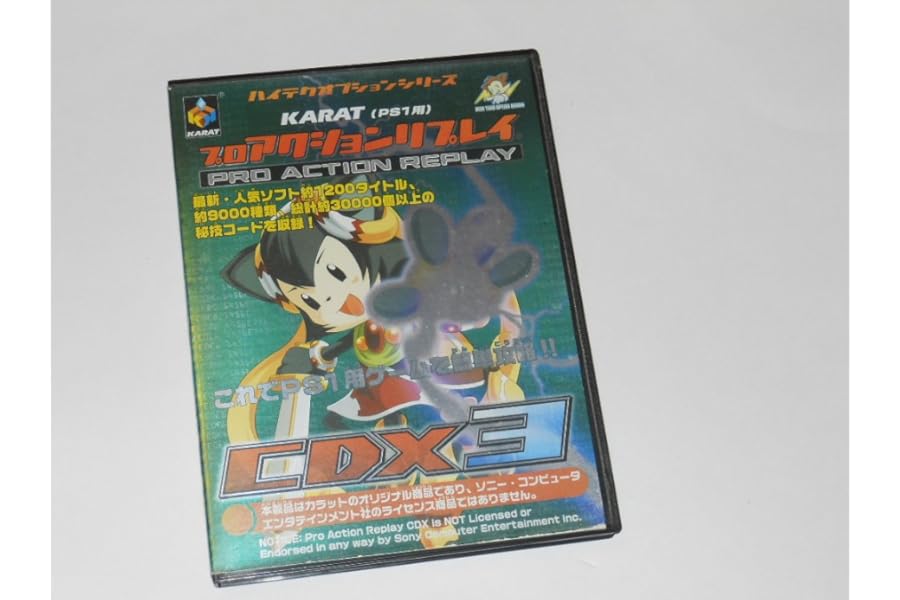 ハイテクオプションシリーズ
KARAT (PS1用)
KARAT
プロアクションリプレイ
PRO ACTION REPLAY
最新・人気ソフト約1200タイトル、
約9000種類、総計約30000個以上の
秘技コードを収録!
これでPS1用ゲームを簡単攻略!!
CDX3
本製品はカラットのオリジナル商品であり、ソニー・コンピュータ
エンタテインメント社のライセンス商品ではありません。
NOTICE: Pro Action Replay CDX is NOT Licensed or
Endorsed in any way by Sony Computer Entertainment Inc.